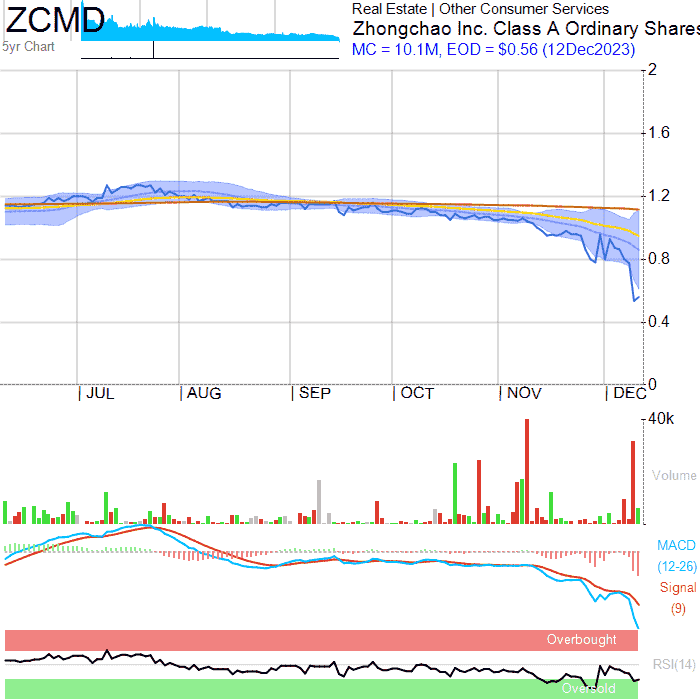 ZCMD
5yr Chart
Real Estate | Other Consumer Services
Zhongchao Inc. Class A Ordinary Shares
MC = 10.1M, EOD = $0.56 (12Dec2023)
2
1.6
1.2
0.8
0.4
0
| JUL | AUG | SEP | OCT | NOV | DEC
40k
Volume
MACD
(12-26)
Signal
(9)
Overbought
RSI(14)
Oversold